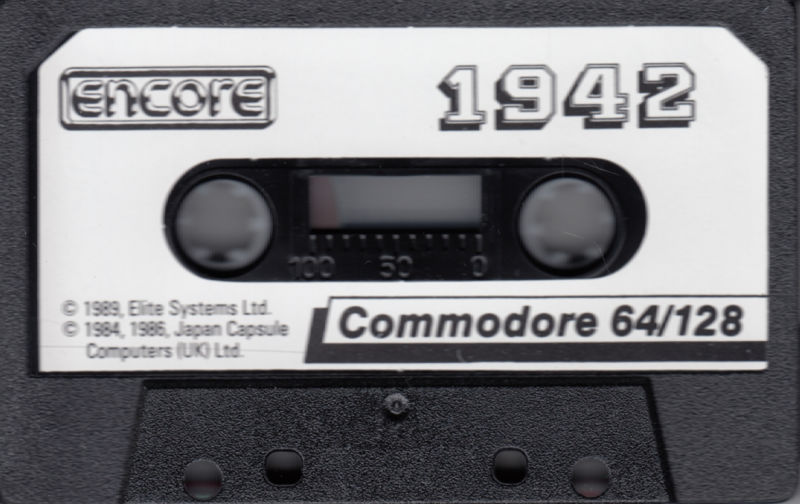 encore
1942
100 50 0
© 1989, Elite Systems Ltd.
© 1984, 1986, Japan Capsule
Computers (UK) Ltd.
Commodore 64/128